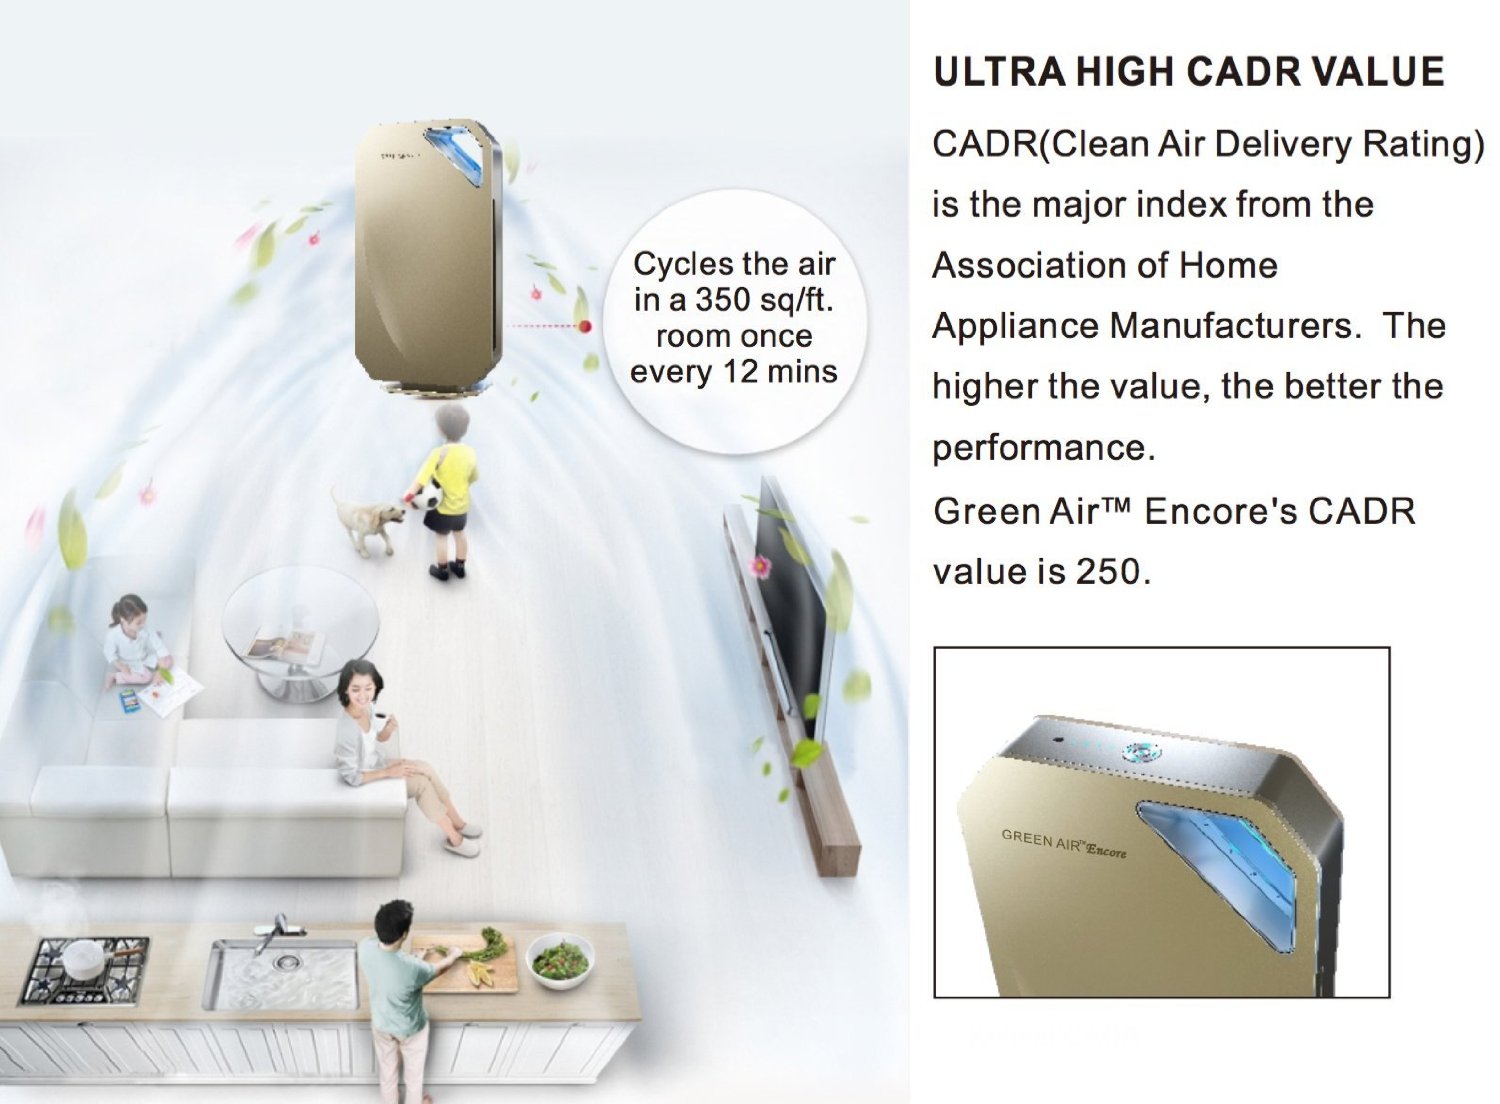 ULTRA HIGH CADR VALUE
CADR(Clean Air Delivery Rating)
is the major index from the
Association of Home
Appliance Manufacturers.  The
higher the value, the better the
performance.
Green Air™ Encore's CADR
value is 250.
Cycles the air
in a 350 sq/ft.
room once
every 12 mins
GREEN AIR™Encore